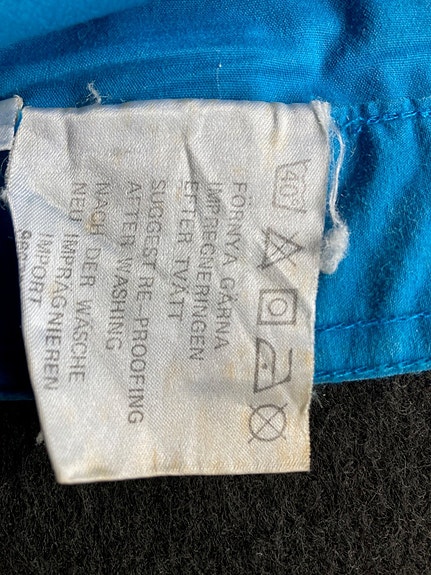 40°
FÖRNYA GÄRNA
IMPREGNERINGEN
EFTER TVÄTT
SUGGEST RE-PROOFING
AFTER WASHING
NACH DER WÄSCHE
NEU IMPRÄGNIEREN
IMPORT